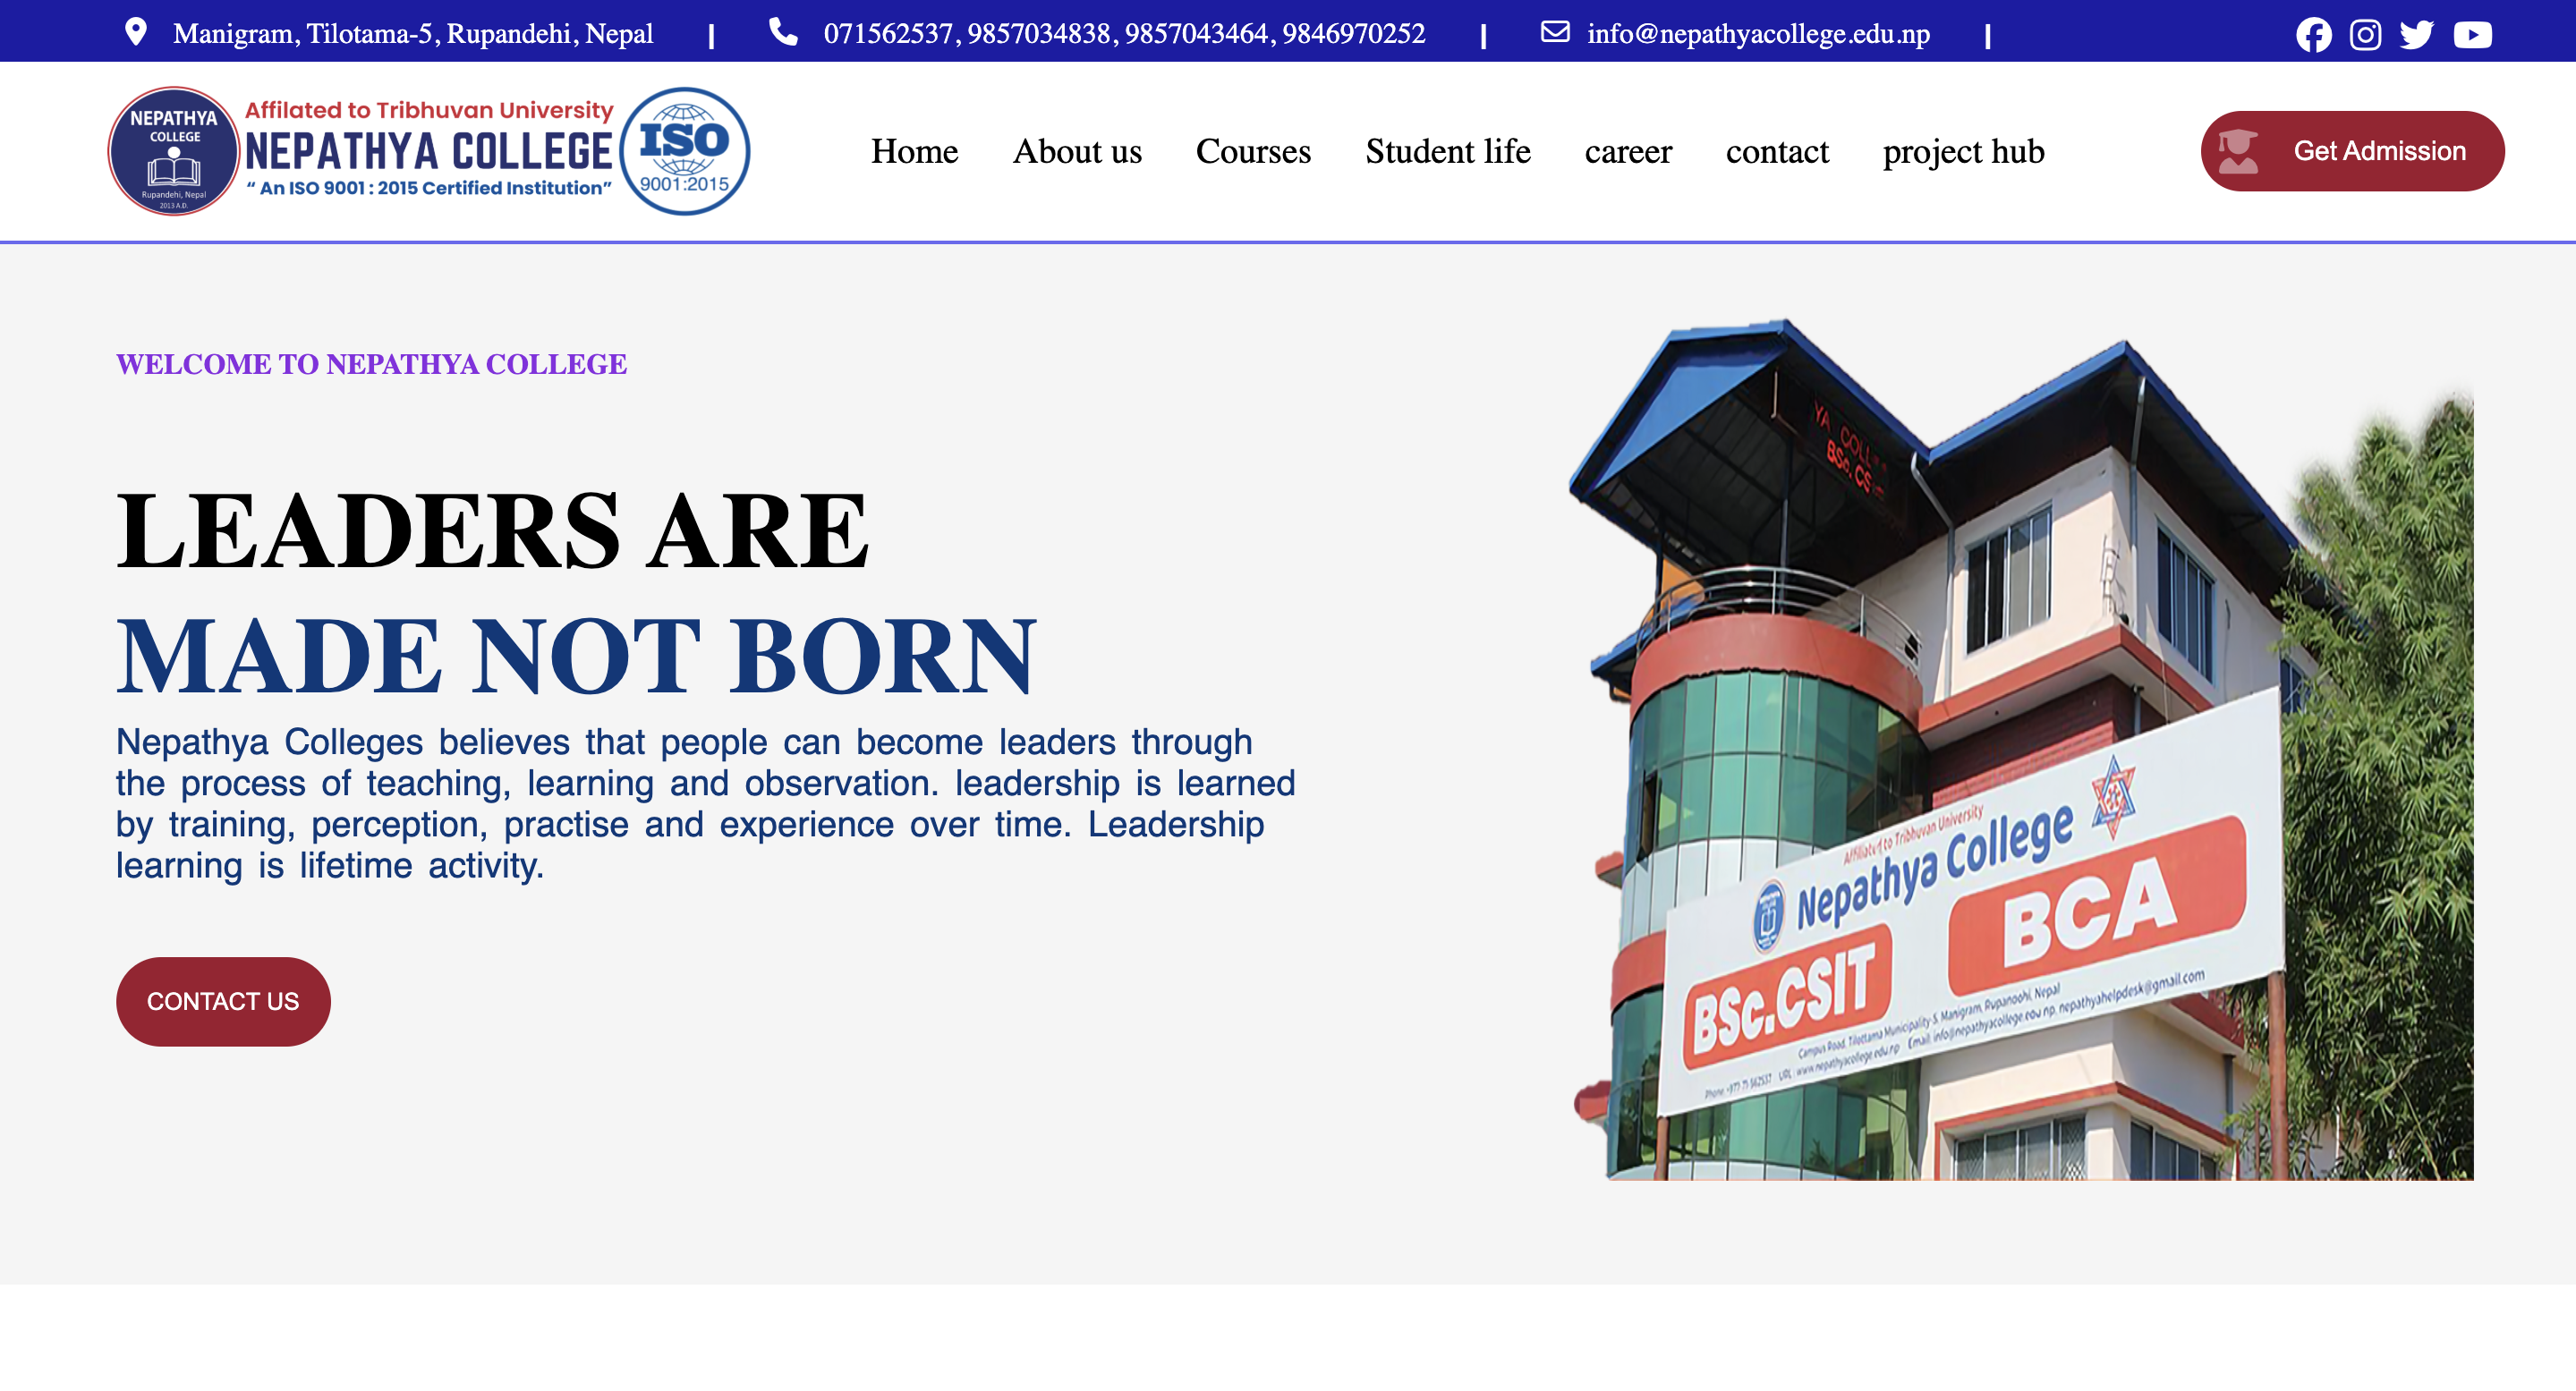 Manigram, Tilotama-5, Rupandehi, Nepal | 071562537, 9857034838, 9857043464, 9846970252 | info@nepathyacollege.edu.np |
NEPATHYA
COLLEGE
Rupandehi, Nepal
2013 A.D.
Affilated to Tribhuvan University
NEPATHYA COLLEGE
“ An ISO 9001 : 2015 Certified Institution”
ISO
9001:2015
Home About us Courses Student life career contact project hub
Get Admission
WELCOME TO NEPATHYA COLLEGE
LEADERS ARE
MADE NOT BORN
Nepathya Colleges believes that people can become leaders through
the process of teaching, learning and observation. leadership is learned
by training, perception, practise and experience over time. Leadership
learning is lifetime activity.
CONTACT US
YA COLL
BSc. CS
Affiliated to Tribhuvan University
Nepathya College
BSc.CSIT
BCA
Campus Road, Tilottama Municipality-5, Manigram, Rupandehi, Nepal
URL : www.nepathyacollege.edu.np Email: info@nepathyacollege.edu.np, nepathyahelpdesk@gmail.com